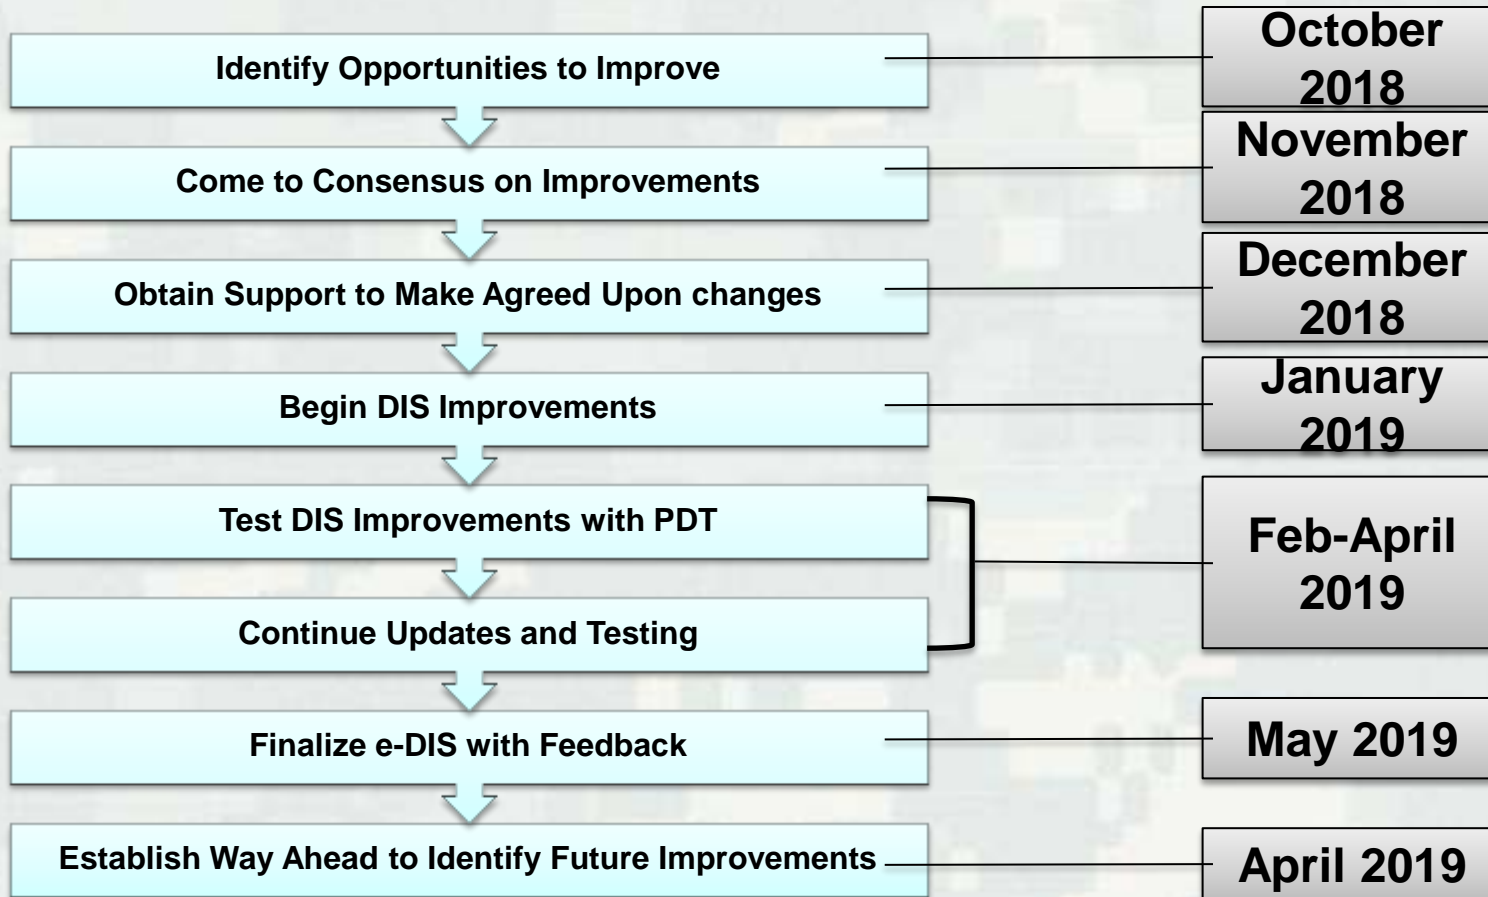 Identify Opportunities to Improve
October
2018
Come to Consensus on Improvements
November
2018
Obtain Support to Make Agreed Upon changes
December
2018
Begin DIS Improvements
January
2019
Test DIS Improvements with PDT
Continue Updates and Testing
Feb-April
2019
Finalize e-DIS with Feedback
May 2019
Establish Way Ahead to Identify Future Improvements
April 2019